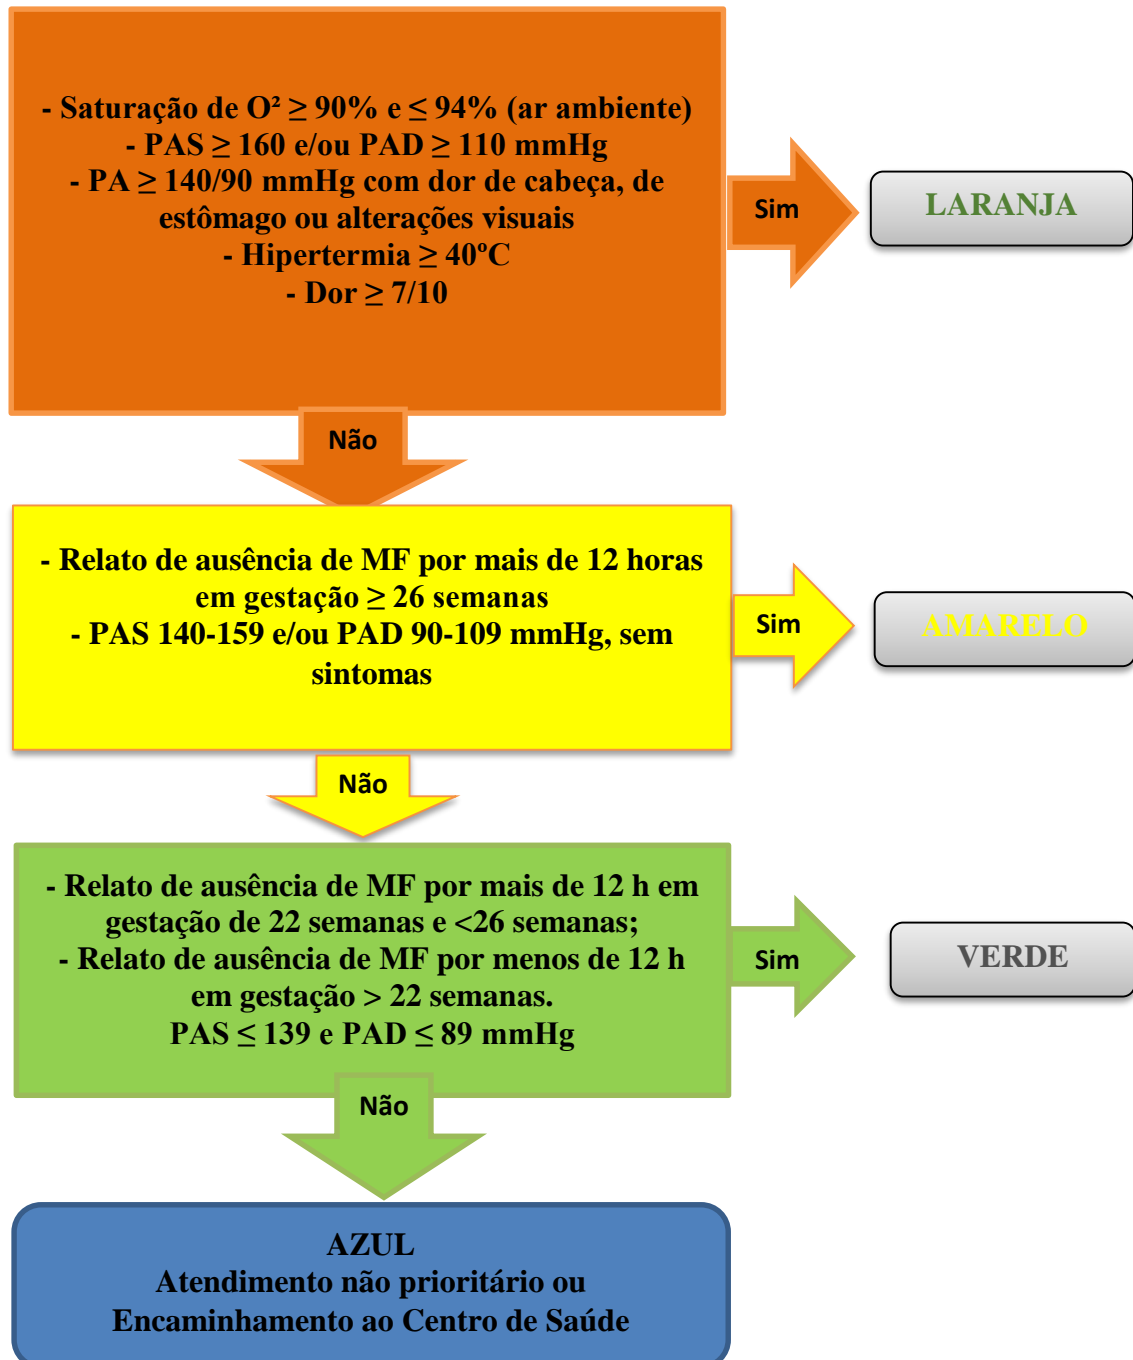 - Saturação de O² ≥ 90% e ≤ 94% (ar ambiente)
- PAS ≥ 160 e/ou PAD ≥ 110 mmHg
- PA ≥ 140/90 mmHg com dor de cabeça, de
estômago ou alterações visuais
- Hipertermia ≥ 40ºC
- Dor ≥ 7/10
Sim
LARANJA
Não
- Relato de ausência de MF por mais de 12 horas
em gestação ≥ 26 semanas
- PAS 140-159 e/ou PAD 90-109 mmHg, sem
sintomas
Sim
AMARELO
Não
- Relato de ausência de MF por mais de 12 h em
gestação de 22 semanas e <26 semanas;
- Relato de ausência de MF por menos de 12 h
em gestação > 22 semanas.
PAS ≤ 139 e PAD ≤ 89 mmHg
Sim
VERDE
Não
AZUL
Atendimento não prioritário ou
Encaminhamento ao Centro de Saúde